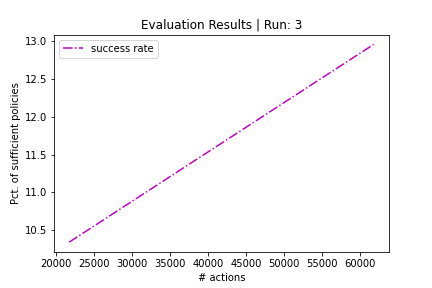 Evaluation Results | Run: 3
success rate
13.0
12.5
12.0
11.5
11.0
10.5
Pct. of sufficient policies
20000 25000 30000 35000 40000 45000 50000 55000 60000
# actions